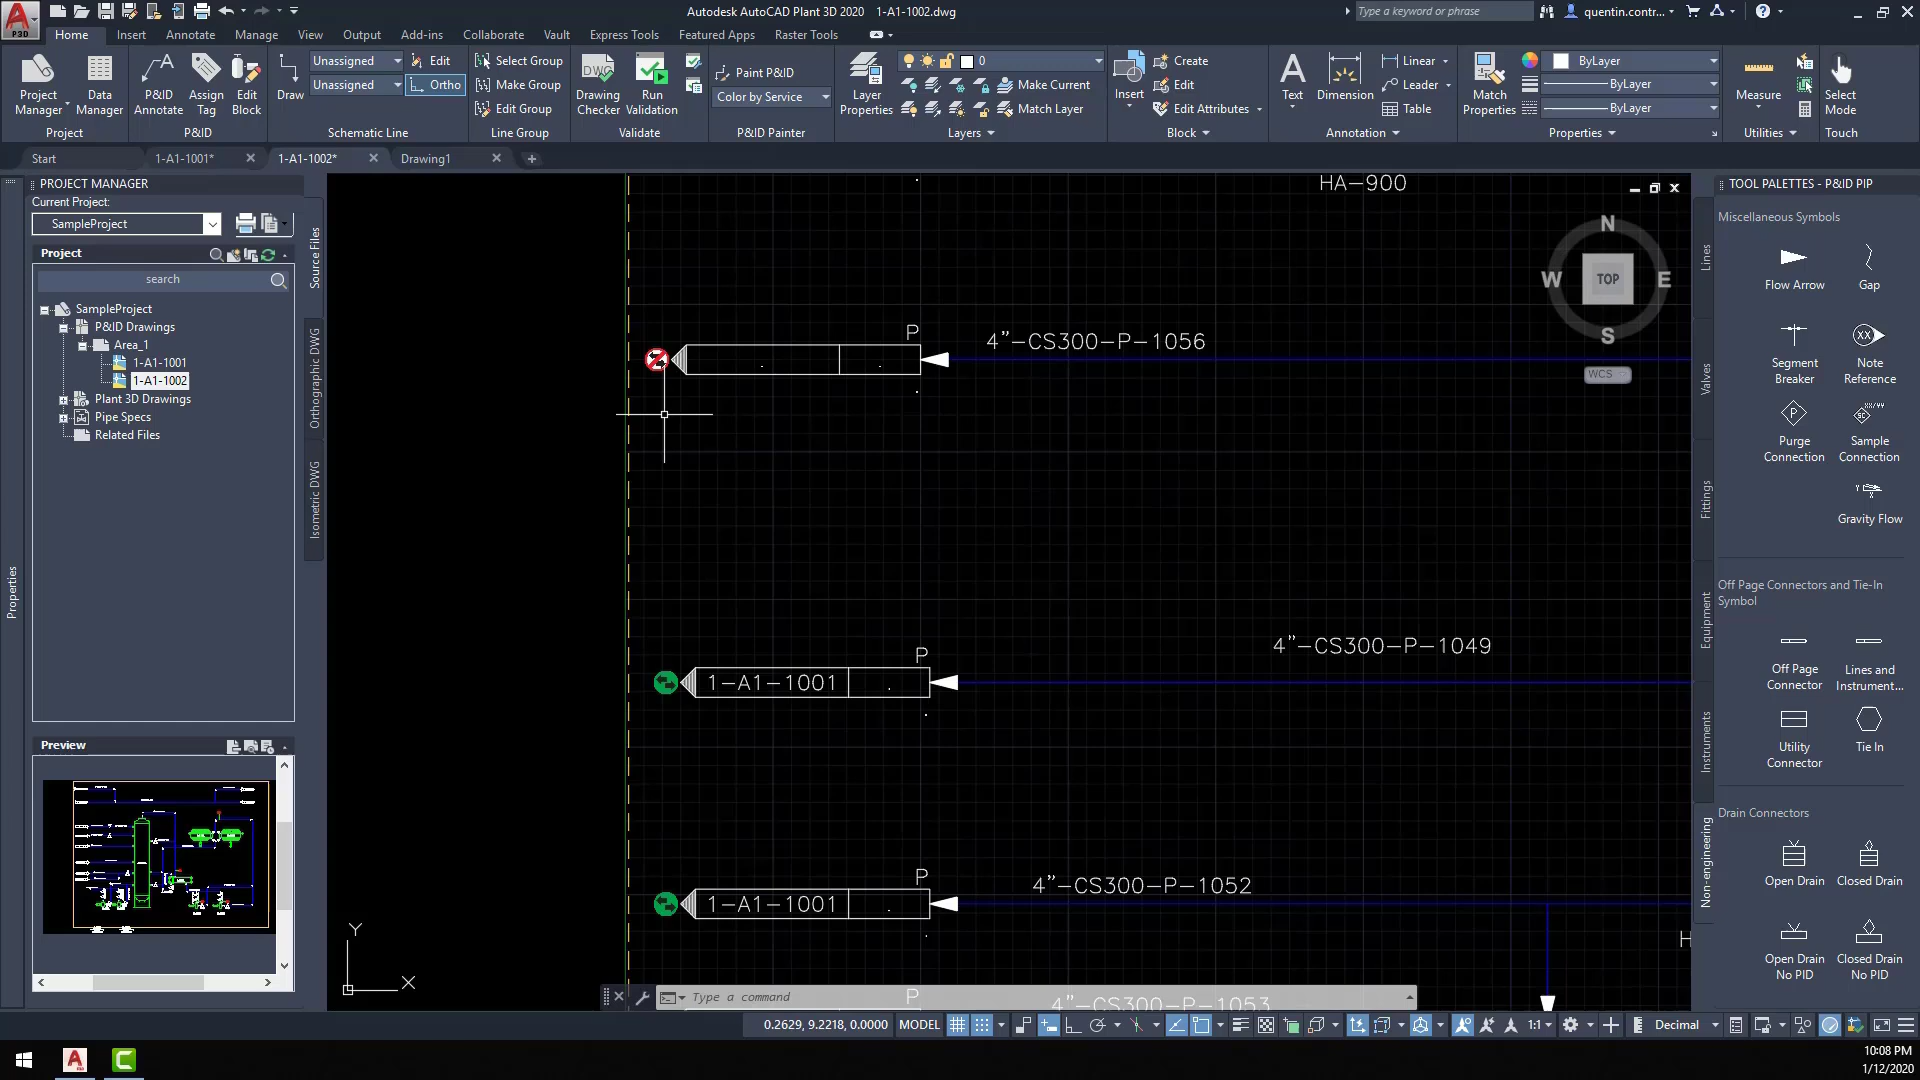 Autodesk AutoCAD Plant 3D 2020 1-A1-1002.dwg
Type a keyword or phrase
quentin.contr...
P3D
Home Insert Annotate Manage View Output Add-ins Collaborate Vault Express Tools Featured Apps Raster Tools
Project Manager
Data Manager
Project
P&ID Annotate
Assign Tag
Edit Block
P&ID
Draw
Unassigned
Unassigned
Edit
Ortho
Schematic Line
Select Group
Make Group
Edit Group
Line Group
DWG
Drawing Checker
Run Validation
Validate
Paint P&ID
Color by Service
P&ID Painter
Layer Properties
0
Make Current
Match Layer
Layers
Insert
Create
Edit
Edit Attributes
Block
Text
Dimension
Linear
Leader
Table
Annotation
Match Properties
ByLayer
ByLayer
ByLayer
Properties
Measure
Utilities
Select Mode
Touch
Start 1-A1-1001* 1-A1-1002* Drawing1
PROJECT MANAGER
Current Project:
SampleProject
Project
search
SampleProject
P&ID Drawings
Area_1
1-A1-1001
1-A1-1002
Plant 3D Drawings
Pipe Specs
Related Files
Source Files
Orthographic DWG
Isometric DWG
Properties
Preview
HA-900
P
4"-CS300-P-1056
P
4"-CS300-P-1049
1-A1-1001
P
4"-CS300-P-1052
1-A1-1001
H
P
4"-CS300-P-1053
Y
X
N
W TOP E
S
WCS
Type a command
TOOL PALETTES - P&ID PIP
Lines
Valves
Fittings
Equipment
Instruments
Non-engineering
Miscellaneous Symbols
Flow Arrow
Gap
Segment Breaker
Note Reference
P
Purge Connection
SC
Sample Connection
Gravity Flow
Off Page Connectors and Tie-In Symbol
Off Page Connector
Lines and Instrument...
Utility Connector
Tie In
Drain Connectors
Open Drain
Closed Drain
Open Drain No PID
Closed Drain No PID
0.2629, 9.2218, 0.0000 MODEL
1:1
Decimal
10:08 PM
1/12/2020